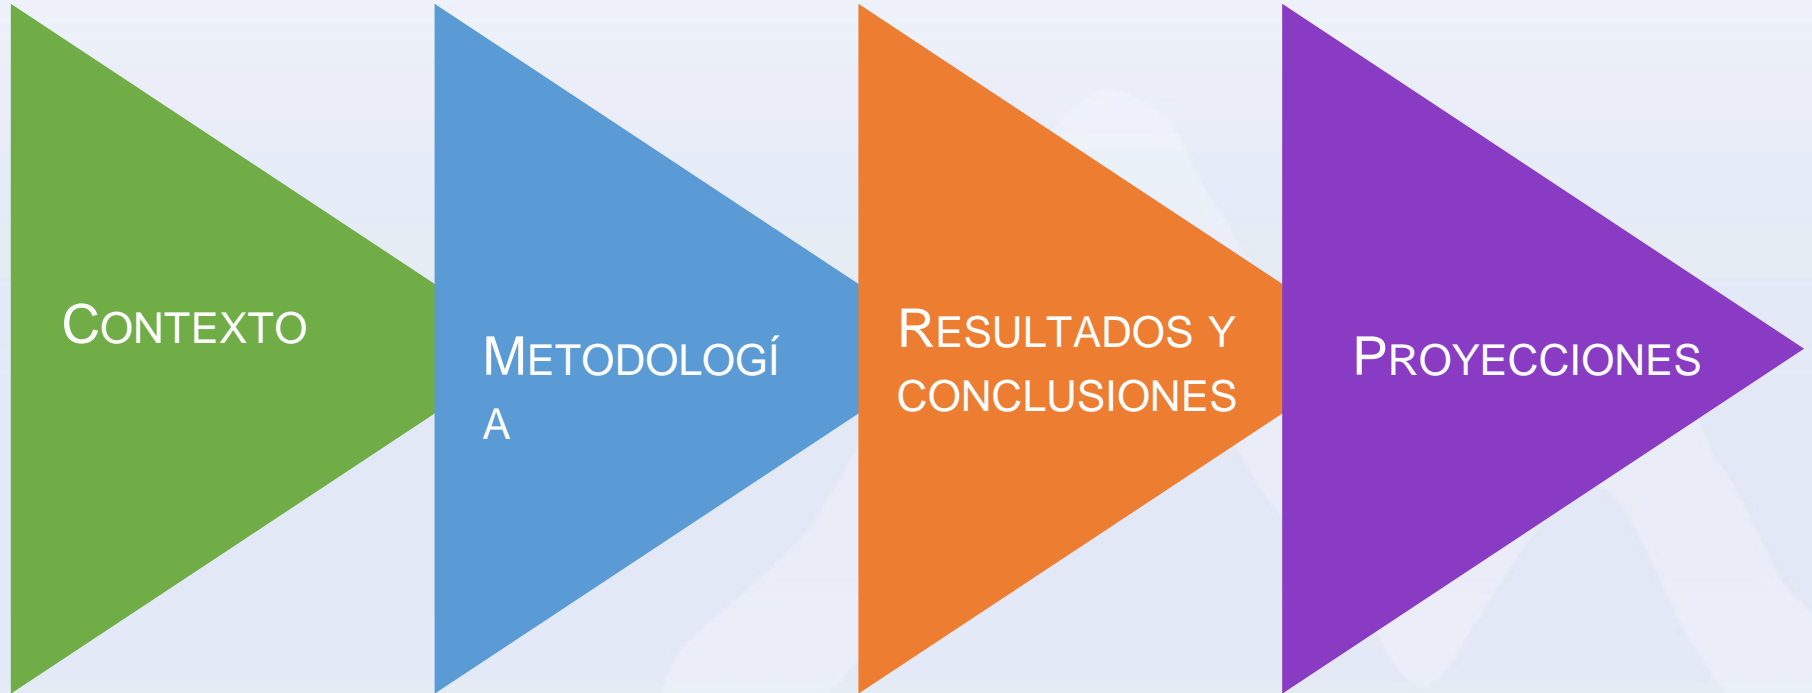 Contexto
Metodologí
a
Resultados y
conclusiones
Proyecciones